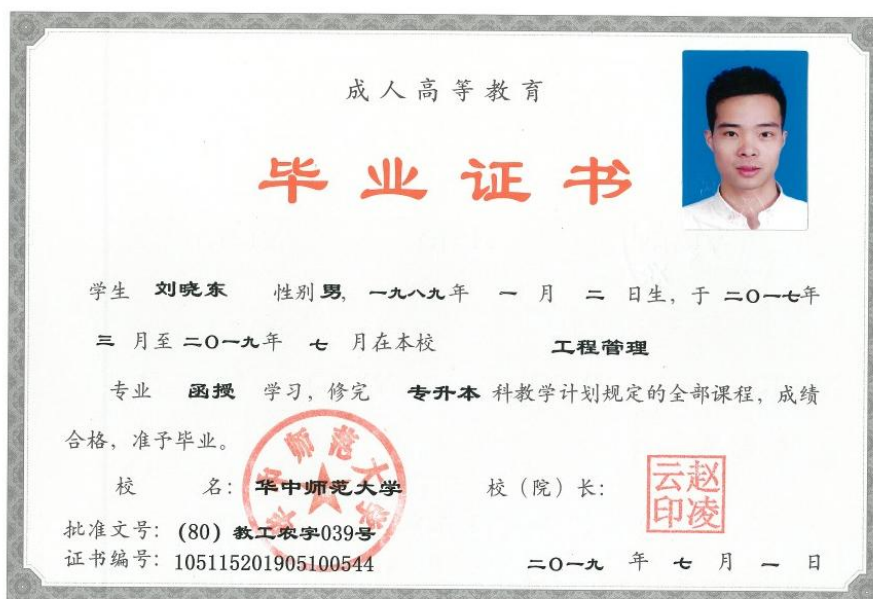 成人高等教育
毕业证书
学生 刘晓东 性别 男, 一九八九年 一 月 二 日生, 于 二〇一七年
三 月至 二〇一九年 七 月在本校 工程管理
专业 函授 学习, 修完 专升本 科教学计划规定的全部课程, 成绩
合格, 准予毕业。
校 名: 华中师范大学 校 (院) 长: 赵凌云印
华中师范大学
批准文号: (80) 教工农字039号
证书编号: 105115201905100544 二〇一九 年 七 月 一 日